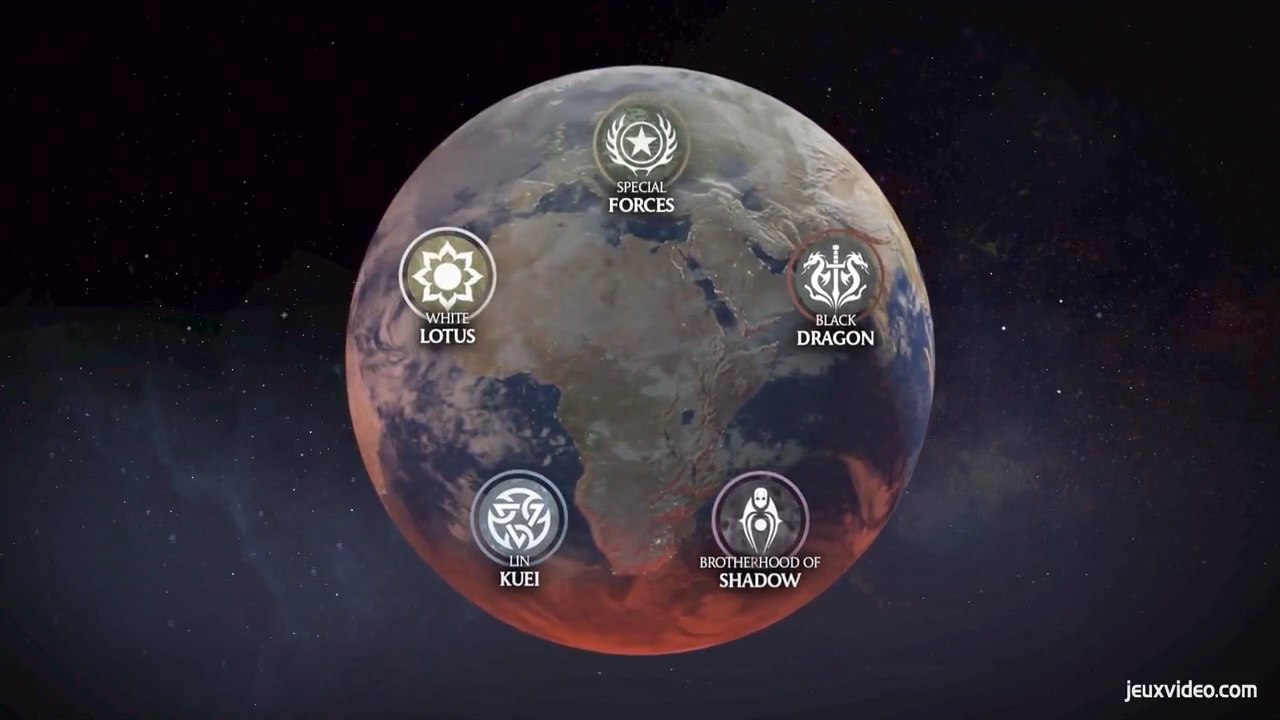 SPECIAL
FORCES
WHITE
LOTUS
BLACK
DRAGON
LIN
KUEI
BROTHERHOOD OF
SHADOW
jeuxvideo.com